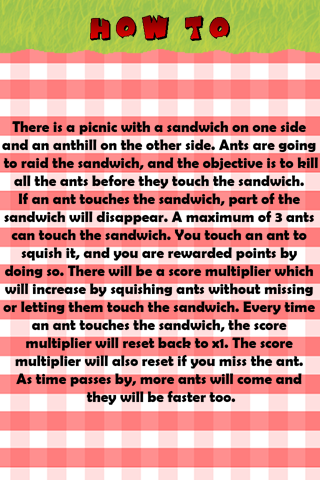 HOW TO
There is a picnic with a sandwich on one side
and an anthill on the other side. Ants are going
to raid the sandwich, and the objective is to kill
all the ants before they touch the sandwich.
If an ant touches the sandwich, part of the
sandwich will disappear. A maximum of 3 ants
can touch the sandwich. You touch an ant to
squish it, and you are rewarded points by
doing so. There will be a score multiplier which
will increase by squishing ants without missing
or letting them touch the sandwich. Every time
an ant touches the sandwich, the score
multiplier will reset back to x1. The score
multiplier will also reset if you miss the ant.
As time passes by, more ants will come and
they will be faster too.